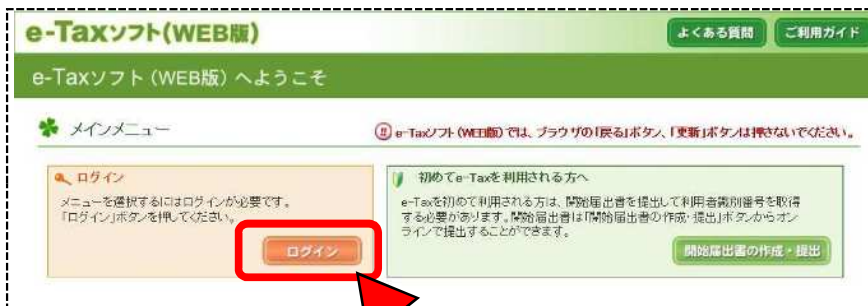 e-Taxソフト(WEB版)
よくある質問
ご利用ガイド
e-Taxソフト(WEB版)へようこそ
メインメニュー
e-Taxソフト(WEB版)では、ブラウザの「戻る」ボタン、「更新」ボタンは押さないでください。
ログイン
メニューを選択するにはログインが必要です。
「ログイン」ボタンを押してください。
ログイン
初めてe-Taxを利用される方へ
e-Taxを初めて利用される方は、開始届出書を提出して利用者識別番号を取得
する必要があります。開始届出書は「開始届出書の作成・提出」ボタンからオン
ラインで提出することができます。
開始届出書の作成・提出